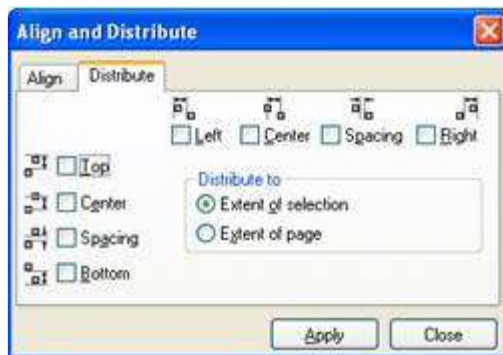 Align and Distribute
Align Distribute
Left Center Spacing Right
Top
Distribute to
Center
Extent of selection
Spacing
Extent of page
Bottom
Apply Close